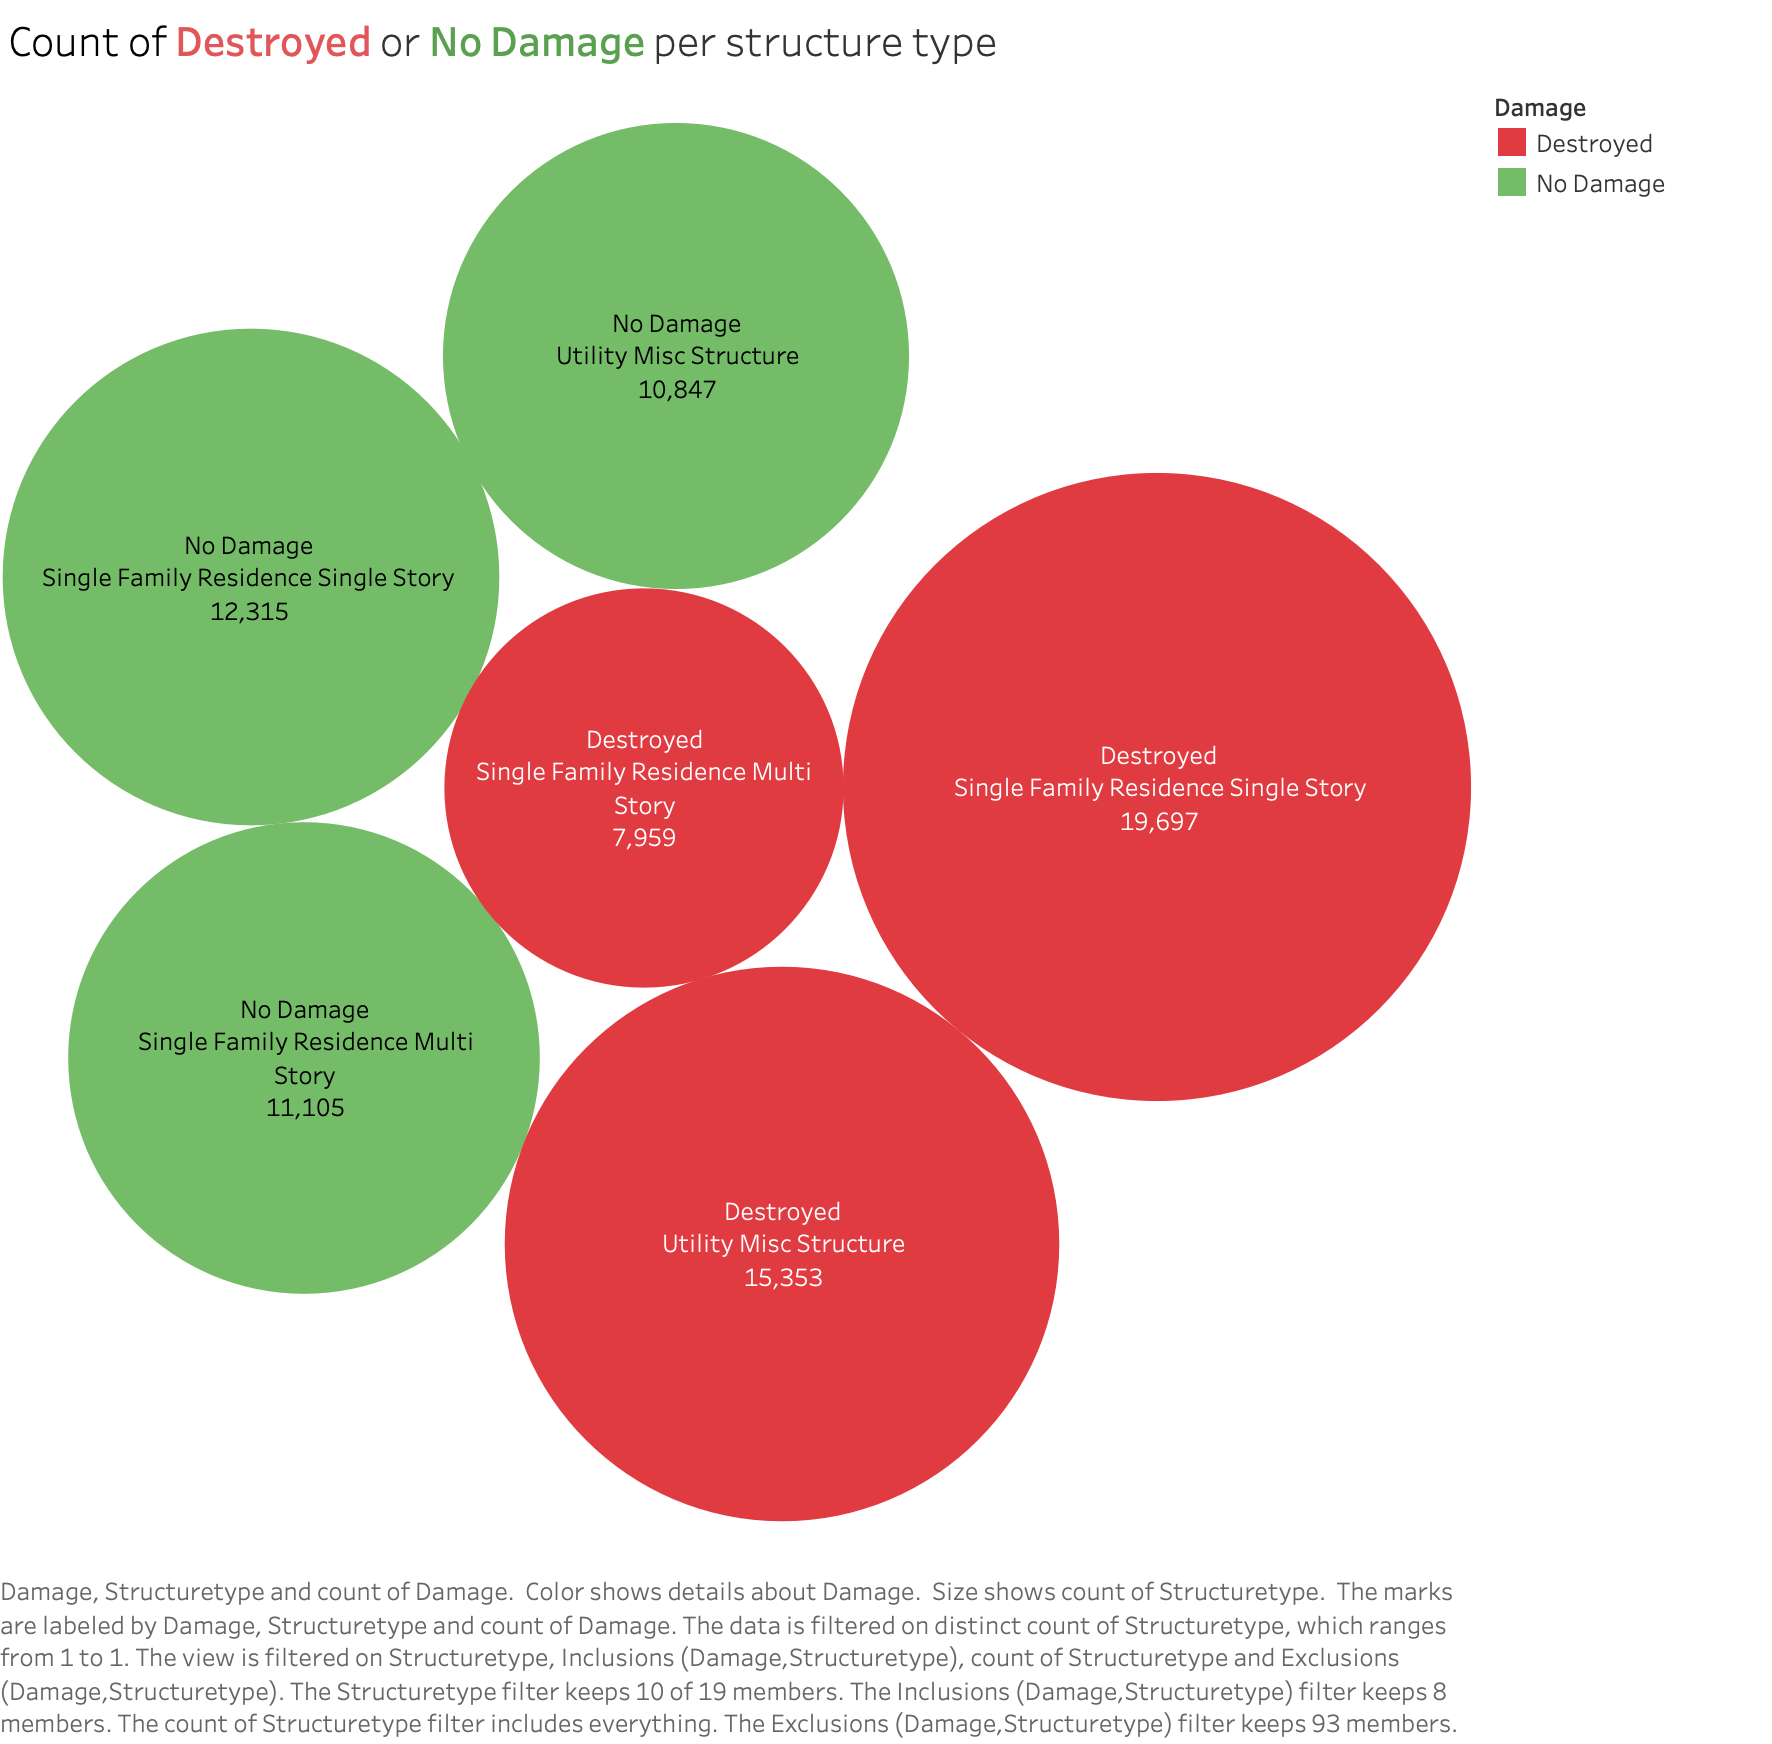 Count of Destroyed or No Damage per structure type
Damage
Destroyed
No Damage
No Damage
Utility Misc Structure
10,847
No Damage
Single Family Residence Single Story
12,315
Destroyed
Single Family Residence Multi
Story
7,959
Destroyed
Single Family Residence Single Story
19,697
No Damage
Single Family Residence Multi
Story
11,105
Destroyed
Utility Misc Structure
15,353
Damage, Structuretype and count of Damage.  Color shows details about Damage.  Size shows count of Structuretype.  The marks
are labeled by Damage, Structuretype and count of Damage. The data is filtered on distinct count of Structuretype, which ranges
from 1 to 1. The view is filtered on Structuretype, Inclusions (Damage,Structuretype), count of Structuretype and Exclusions
(Damage,Structuretype). The Structuretype filter keeps 10 of 19 members. The Inclusions (Damage,Structuretype) filter keeps 8
members. The count of Structuretype filter includes everything. The Exclusions (Damage,Structuretype) filter keeps 93 members.